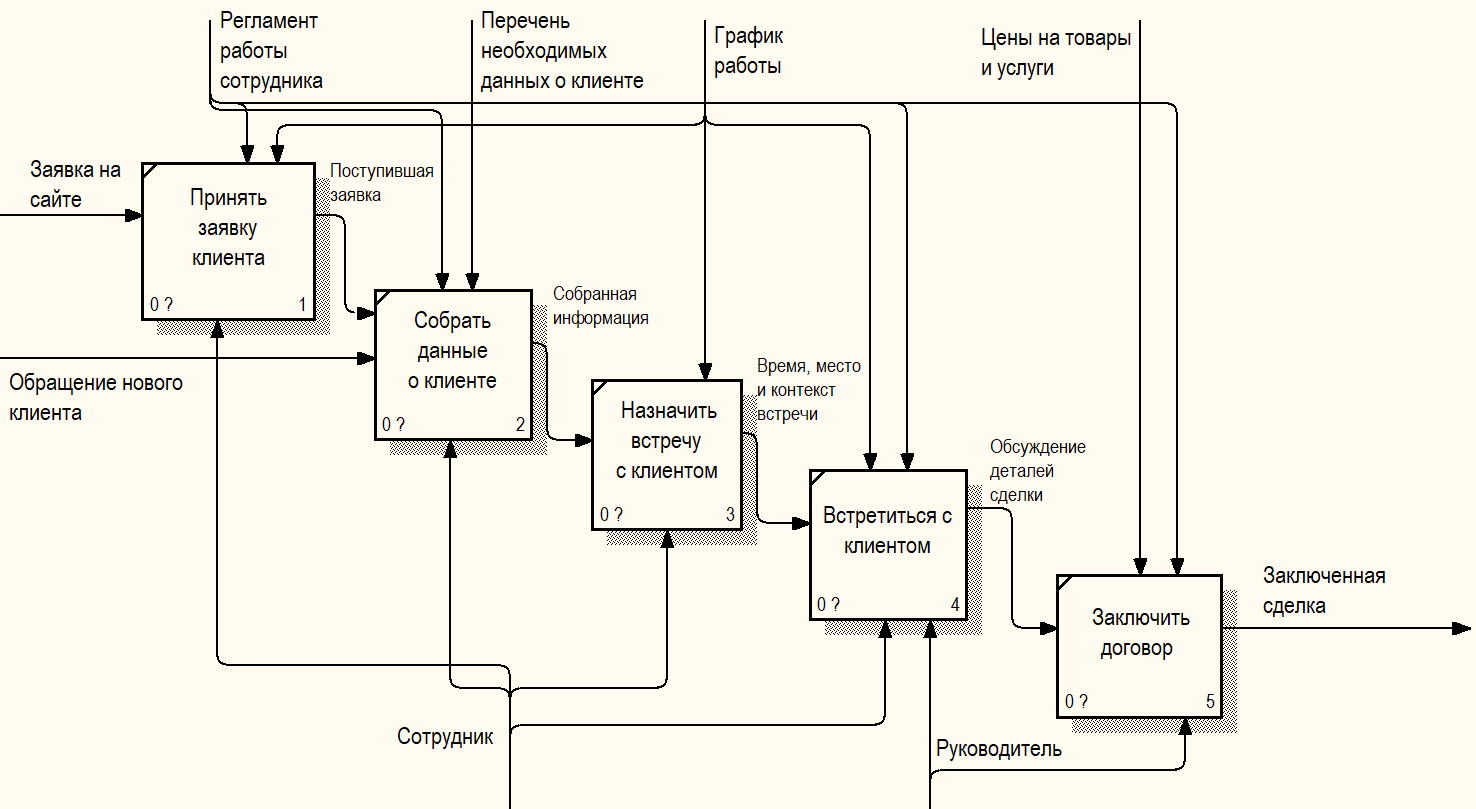 Регламент
работы
сотрудника
Перечень
необходимых
данных о клиенте
График
работы
Цены на товары
и услуги
Заявка на
сайте
Принять
заявку
клиента
0 ?
1
Поступившая
заявка
Обращение нового
клиента
Собрать
данные
о клиенте
0 ?
2
Собранная
информация
Назначить
встречу
с клиентом
0 ?
3
Время, место
и контекст
встречи
Встретиться с
клиентом
0 ?
4
Обсуждение
деталей
сделки
Заключить
договор
0 ?
5
Заключенная
сделка
Сотрудник
Руководитель